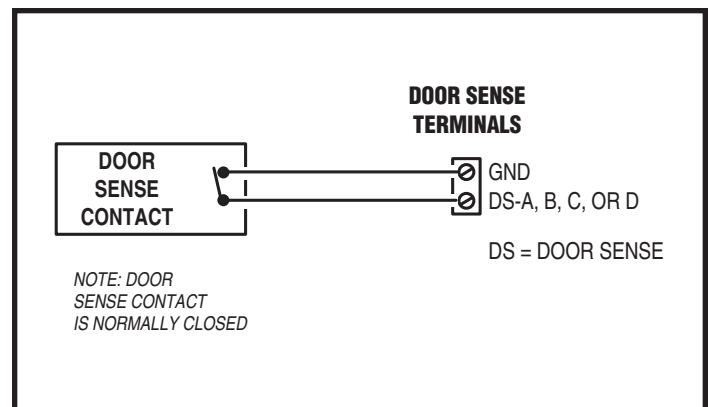 DOOR SENSE
TERMINALS
DOOR
SENSE
CONTACT
GND
DS-A, B, C, OR D
DS = DOOR SENSE
NOTE: DOOR
SENSE CONTACT
IS NORMALLY CLOSED